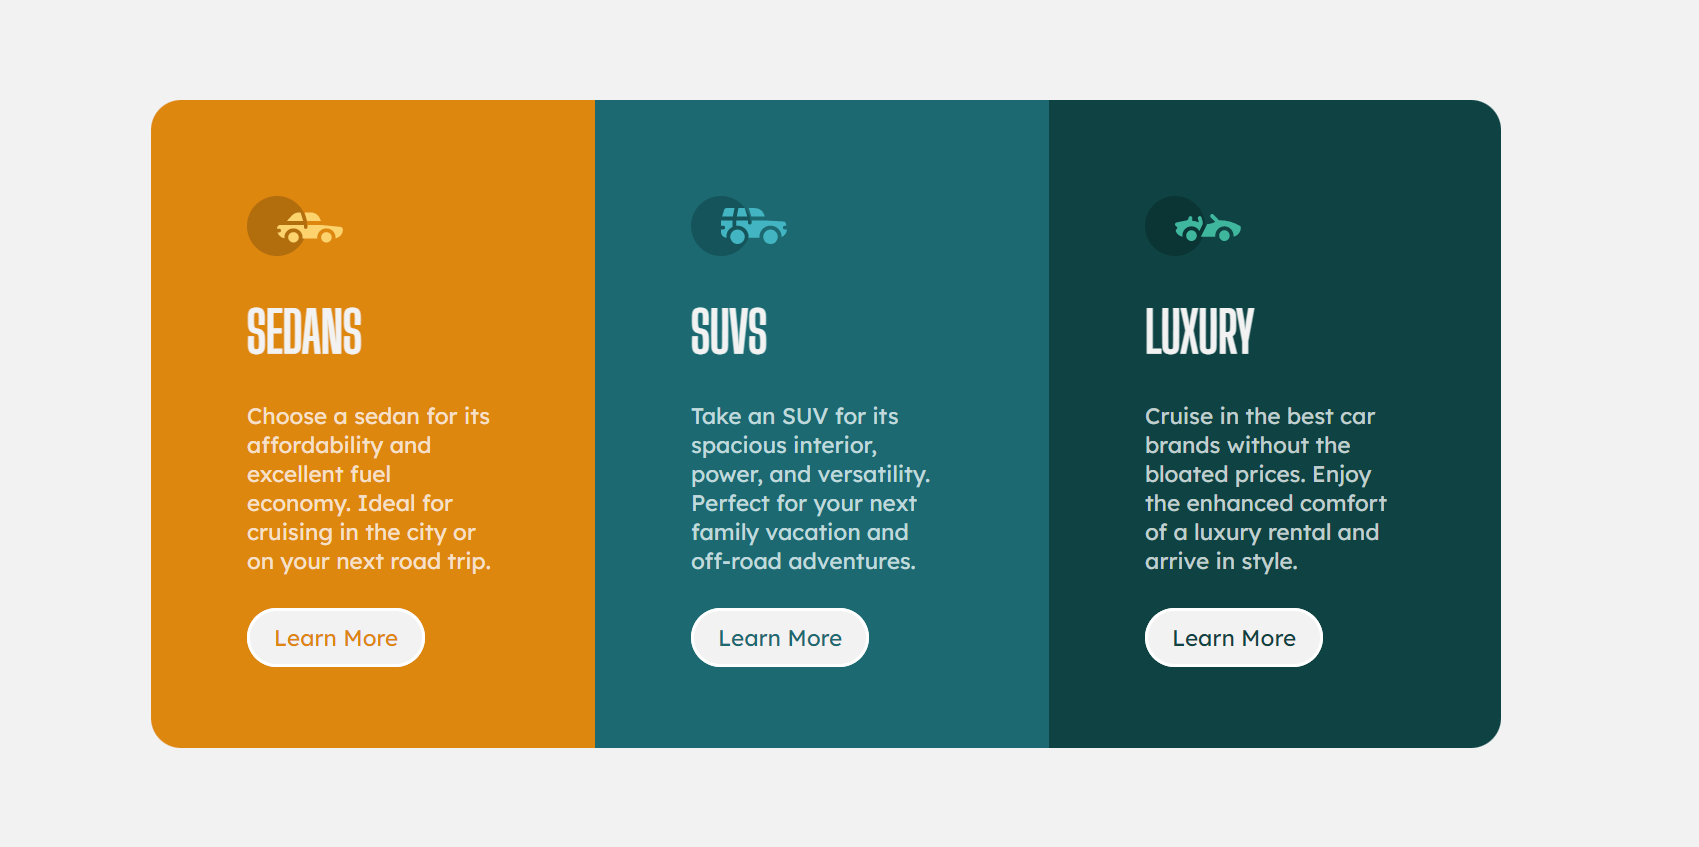 SEDANS
Choose a sedan for its
affordability and
excellent fuel
economy. Ideal for
cruising in the city or
on your next road trip.
Learn More
SUVS
Take an SUV for its
spacious interior,
power, and versatility.
Perfect for your next
family vacation and
off-road adventures.
Learn More
LUXURY
Cruise in the best car
brands without the
bloated prices. Enjoy
the enhanced comfort
of a luxury rental and
arrive in style.
Learn More